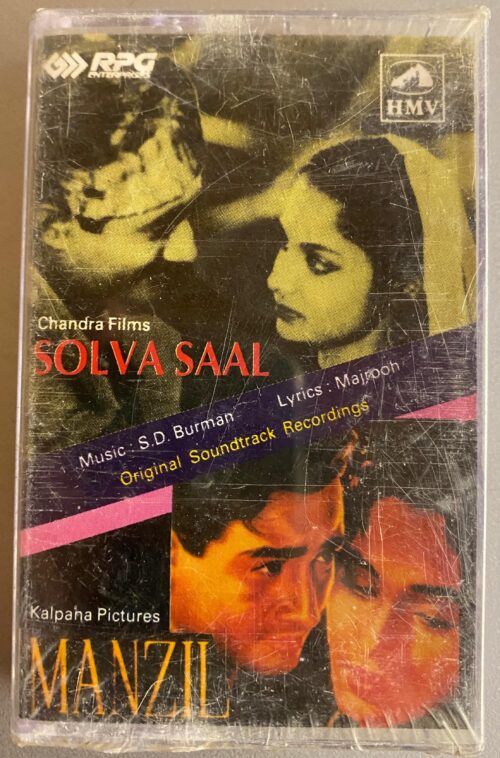 RPG
ENTERPRISES
HMV
Chandra Films
SOLVA SAAL
Music : S.D. Burman Lyrics : Majrooh
Original Soundtrack Recordings
Kalpana Pictures
MANZIL